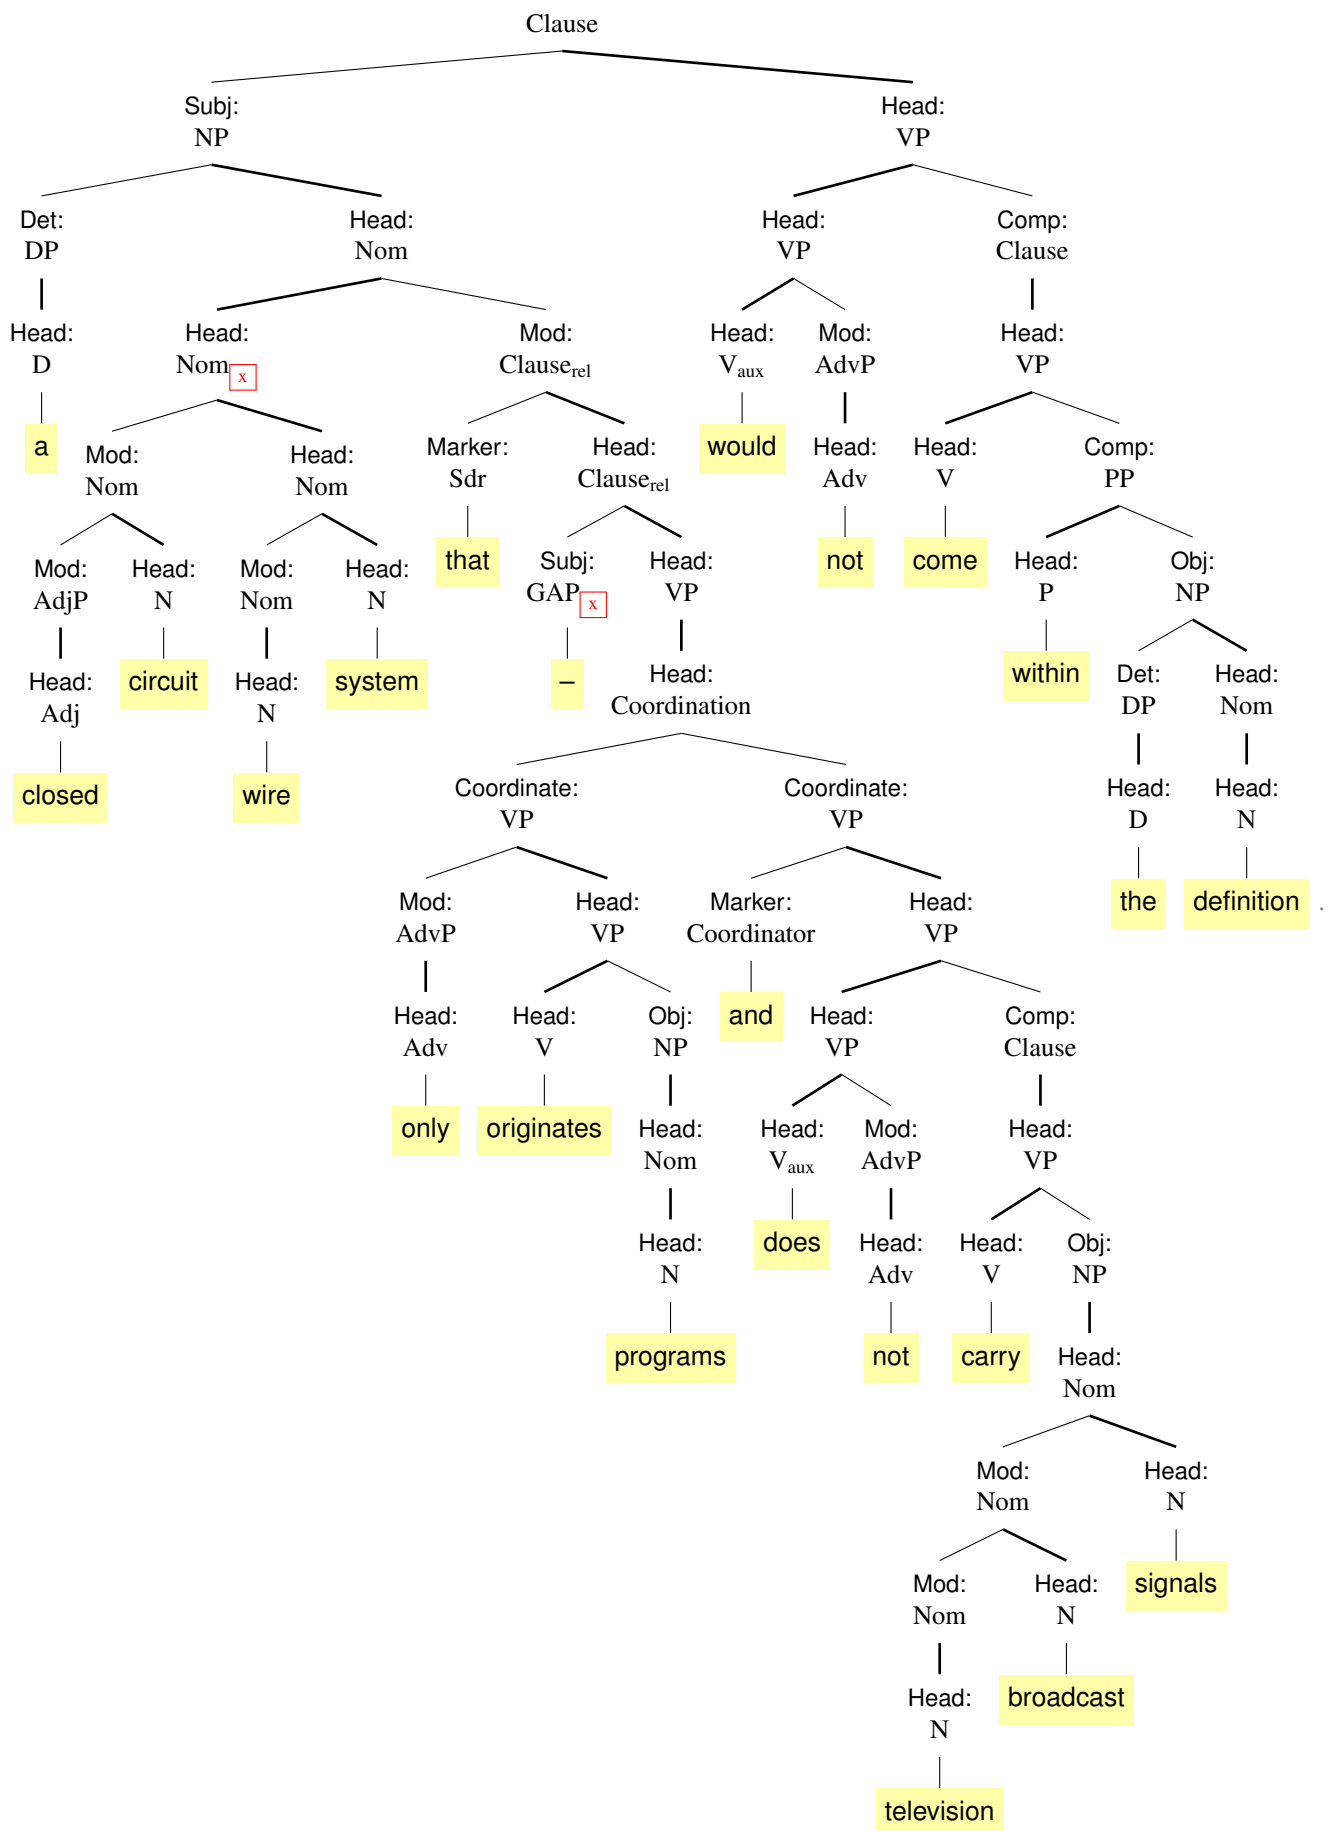 Clause
Subj: Head:
NP VP
Det: Head: Head: Comp:
DP Nom VP Clause
Head: Head: Mod: Head: Mod: Head:
D Nom x Clause rel V aux AdvP VP
a Mod: Head: Marker: Head: would Head: Head: Comp:
Nom Nom Sdr Clause rel Adv V PP
Mod: Head: Mod: Head: that Subj: Head: not come Head: Obj:
AdjP N Nom N GAP x VP P NP
Head: circuit Head: system – Head: within Det: Head:
Adj N Coordination DP Nom
closed wire Coordinate: Coordinate: Head: Head:
VP VP D N
Mod: Head: Marker: Head: the definition .
AdvP VP Coordinator VP
Head: Head: Obj: and Head: Comp:
Adv V NP VP Clause
only originates Head: Head: Mod: Head:
Nom V aux AdvP VP
Head: does Head: Head: Obj:
N Adv V NP
programs not carry Head:
Nom
Mod: Head:
Nom N
Mod: Head: signals
Nom N
Head: broadcast
N
television